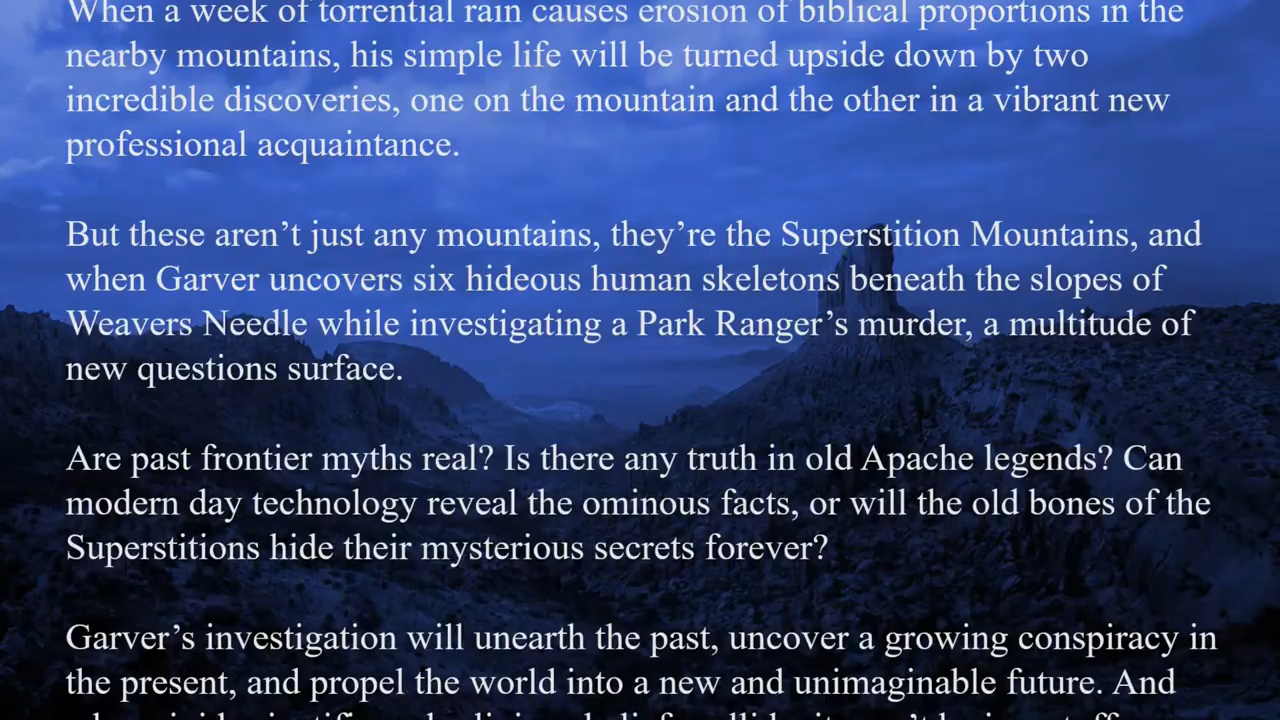 When a week of torrential rain causes erosion of biblical proportions in the
nearby mountains, his simple life will be turned upside down by two
incredible discoveries, one on the mountain and the other in a vibrant new
professional acquaintance.
But these aren’t just any mountains, they’re the Superstition Mountains, and
when Garver uncovers six hideous human skeletons beneath the slopes of
Weavers Needle while investigating a Park Ranger’s murder, a multitude of
new questions surface.
Are past frontier myths real? Is there any truth in old Apache legends? Can
modern day technology reveal the ominous facts, or will the old bones of the
Superstitions hide their mysterious secrets forever?
Garver’s investigation will unearth the past, uncover a growing conspiracy in
the present, and propel the world into a new and unimaginable future. And